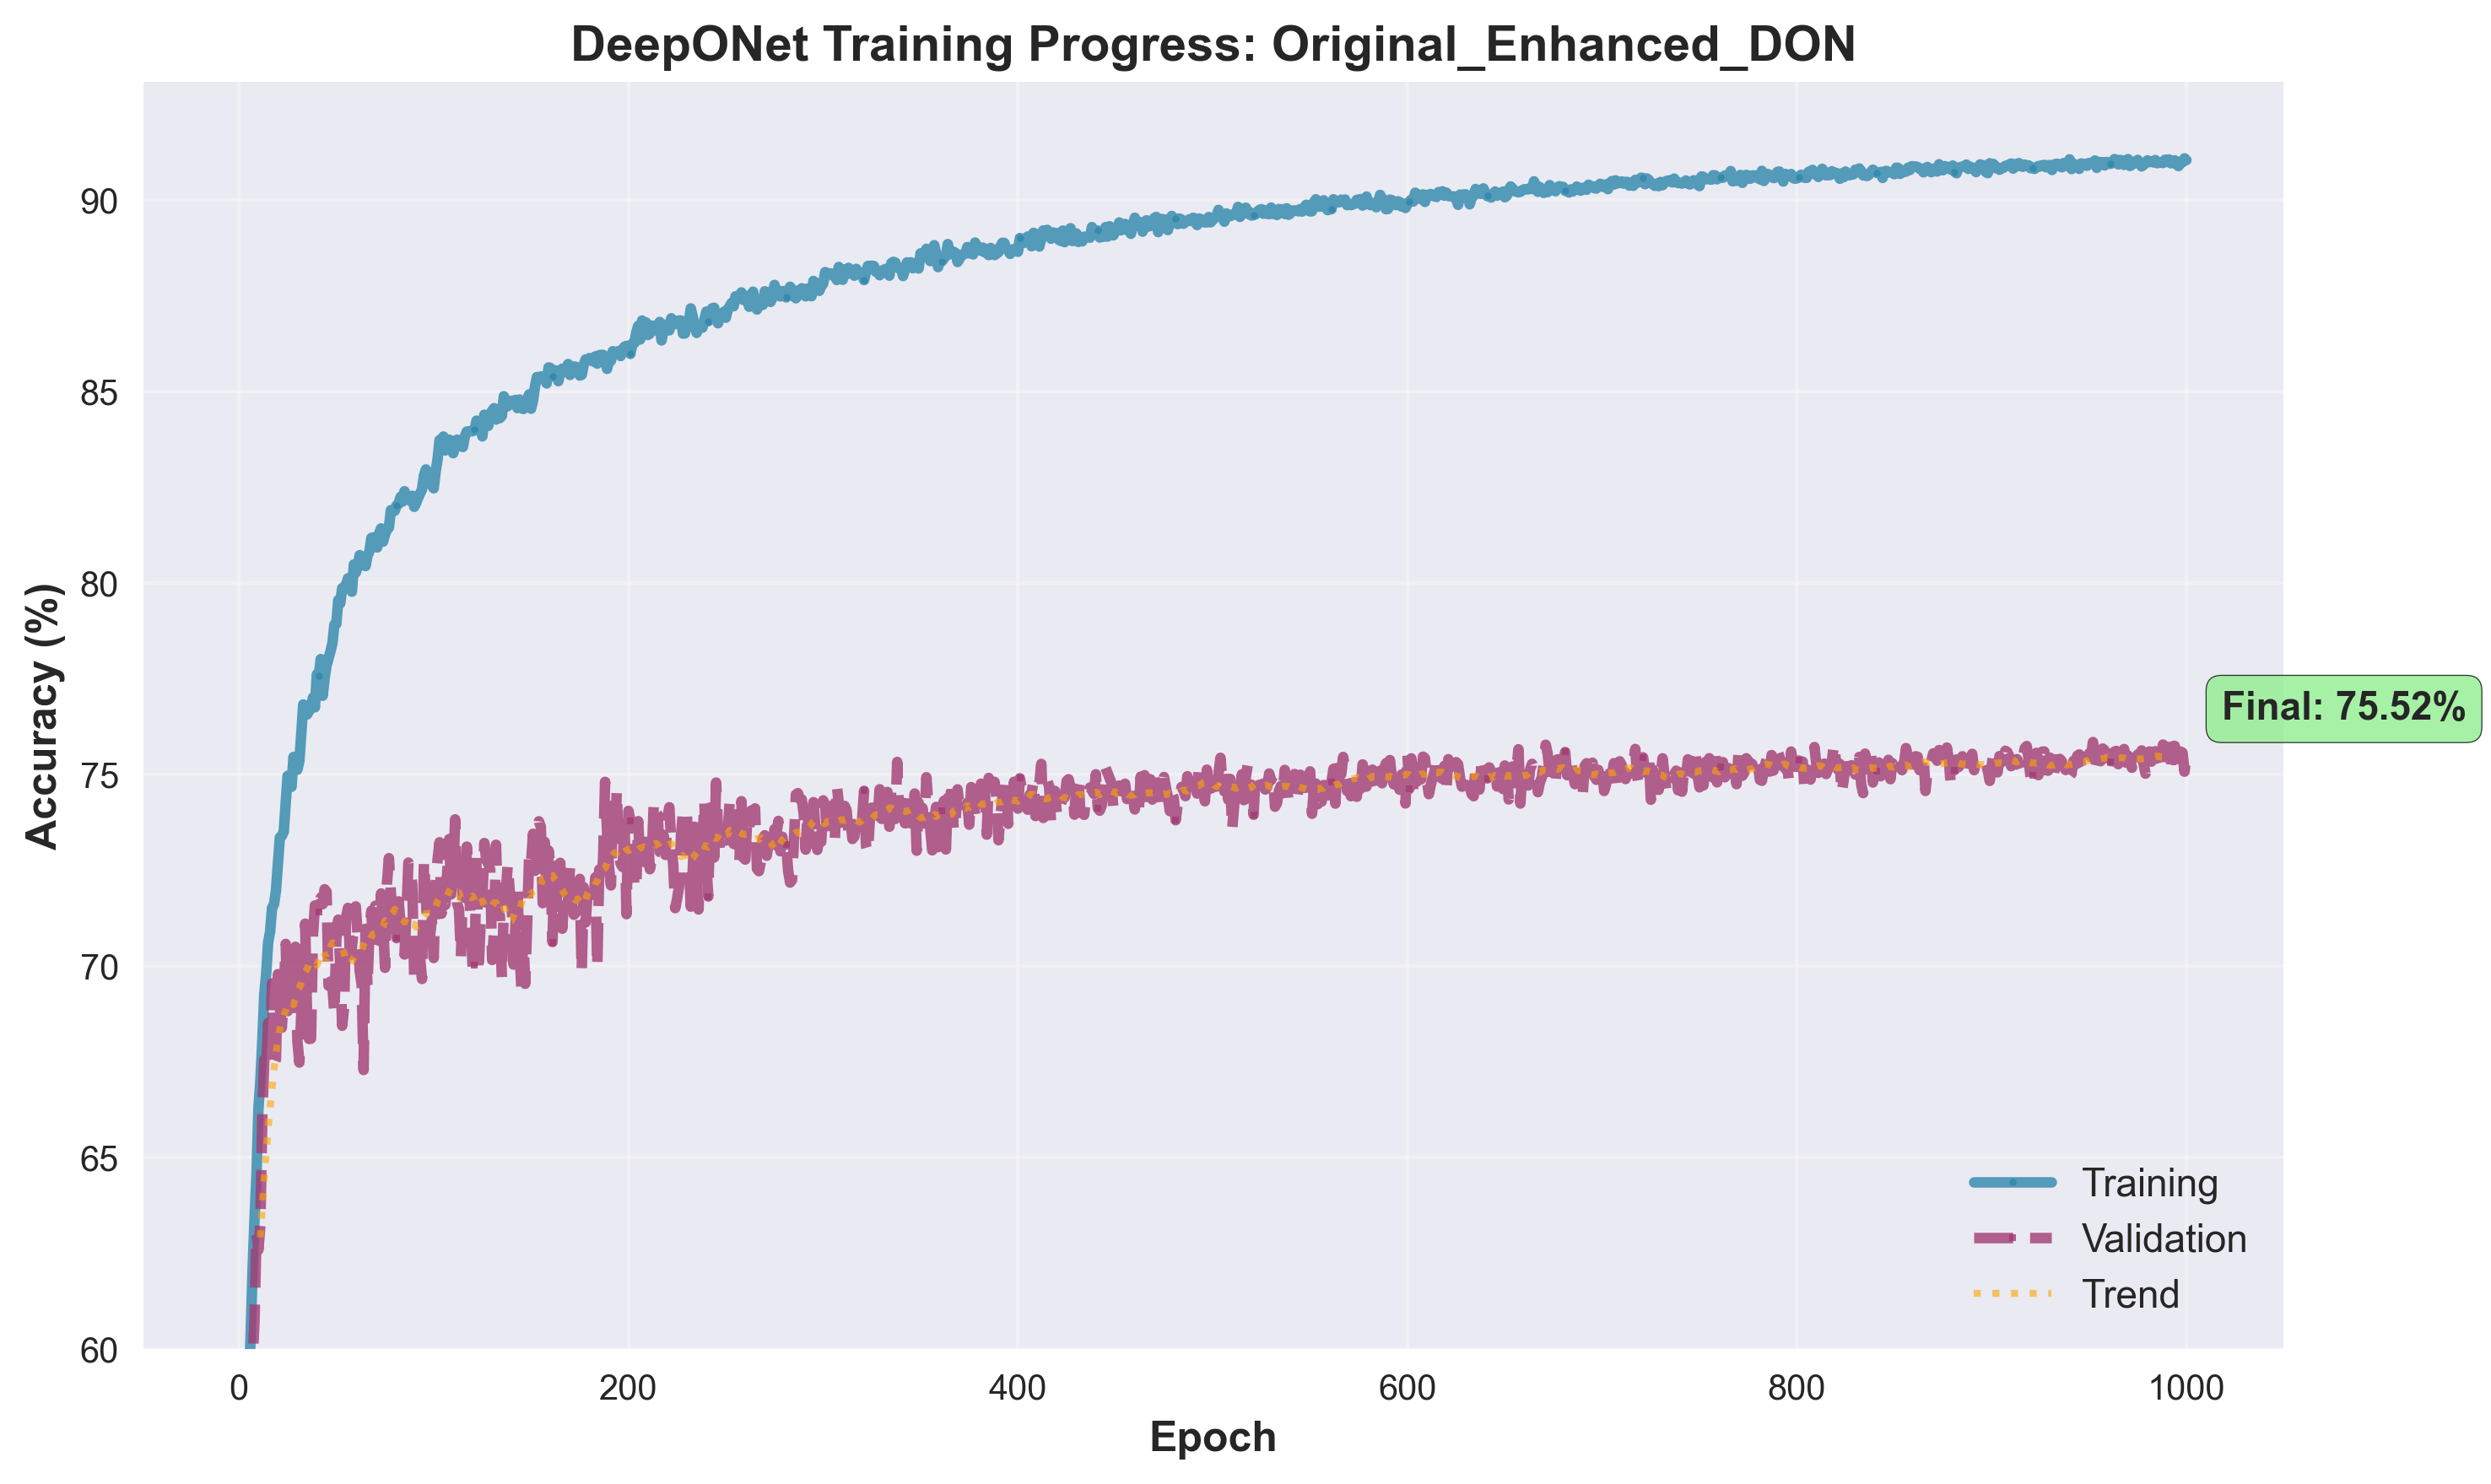 DeepONet Training Progress: Original_Enhanced_DON
Accuracy (%)
90
85
80
75
70
65
60
Final: 75.52%
Training
Validation
Trend
0
200
400
600
800
1000
Epoch